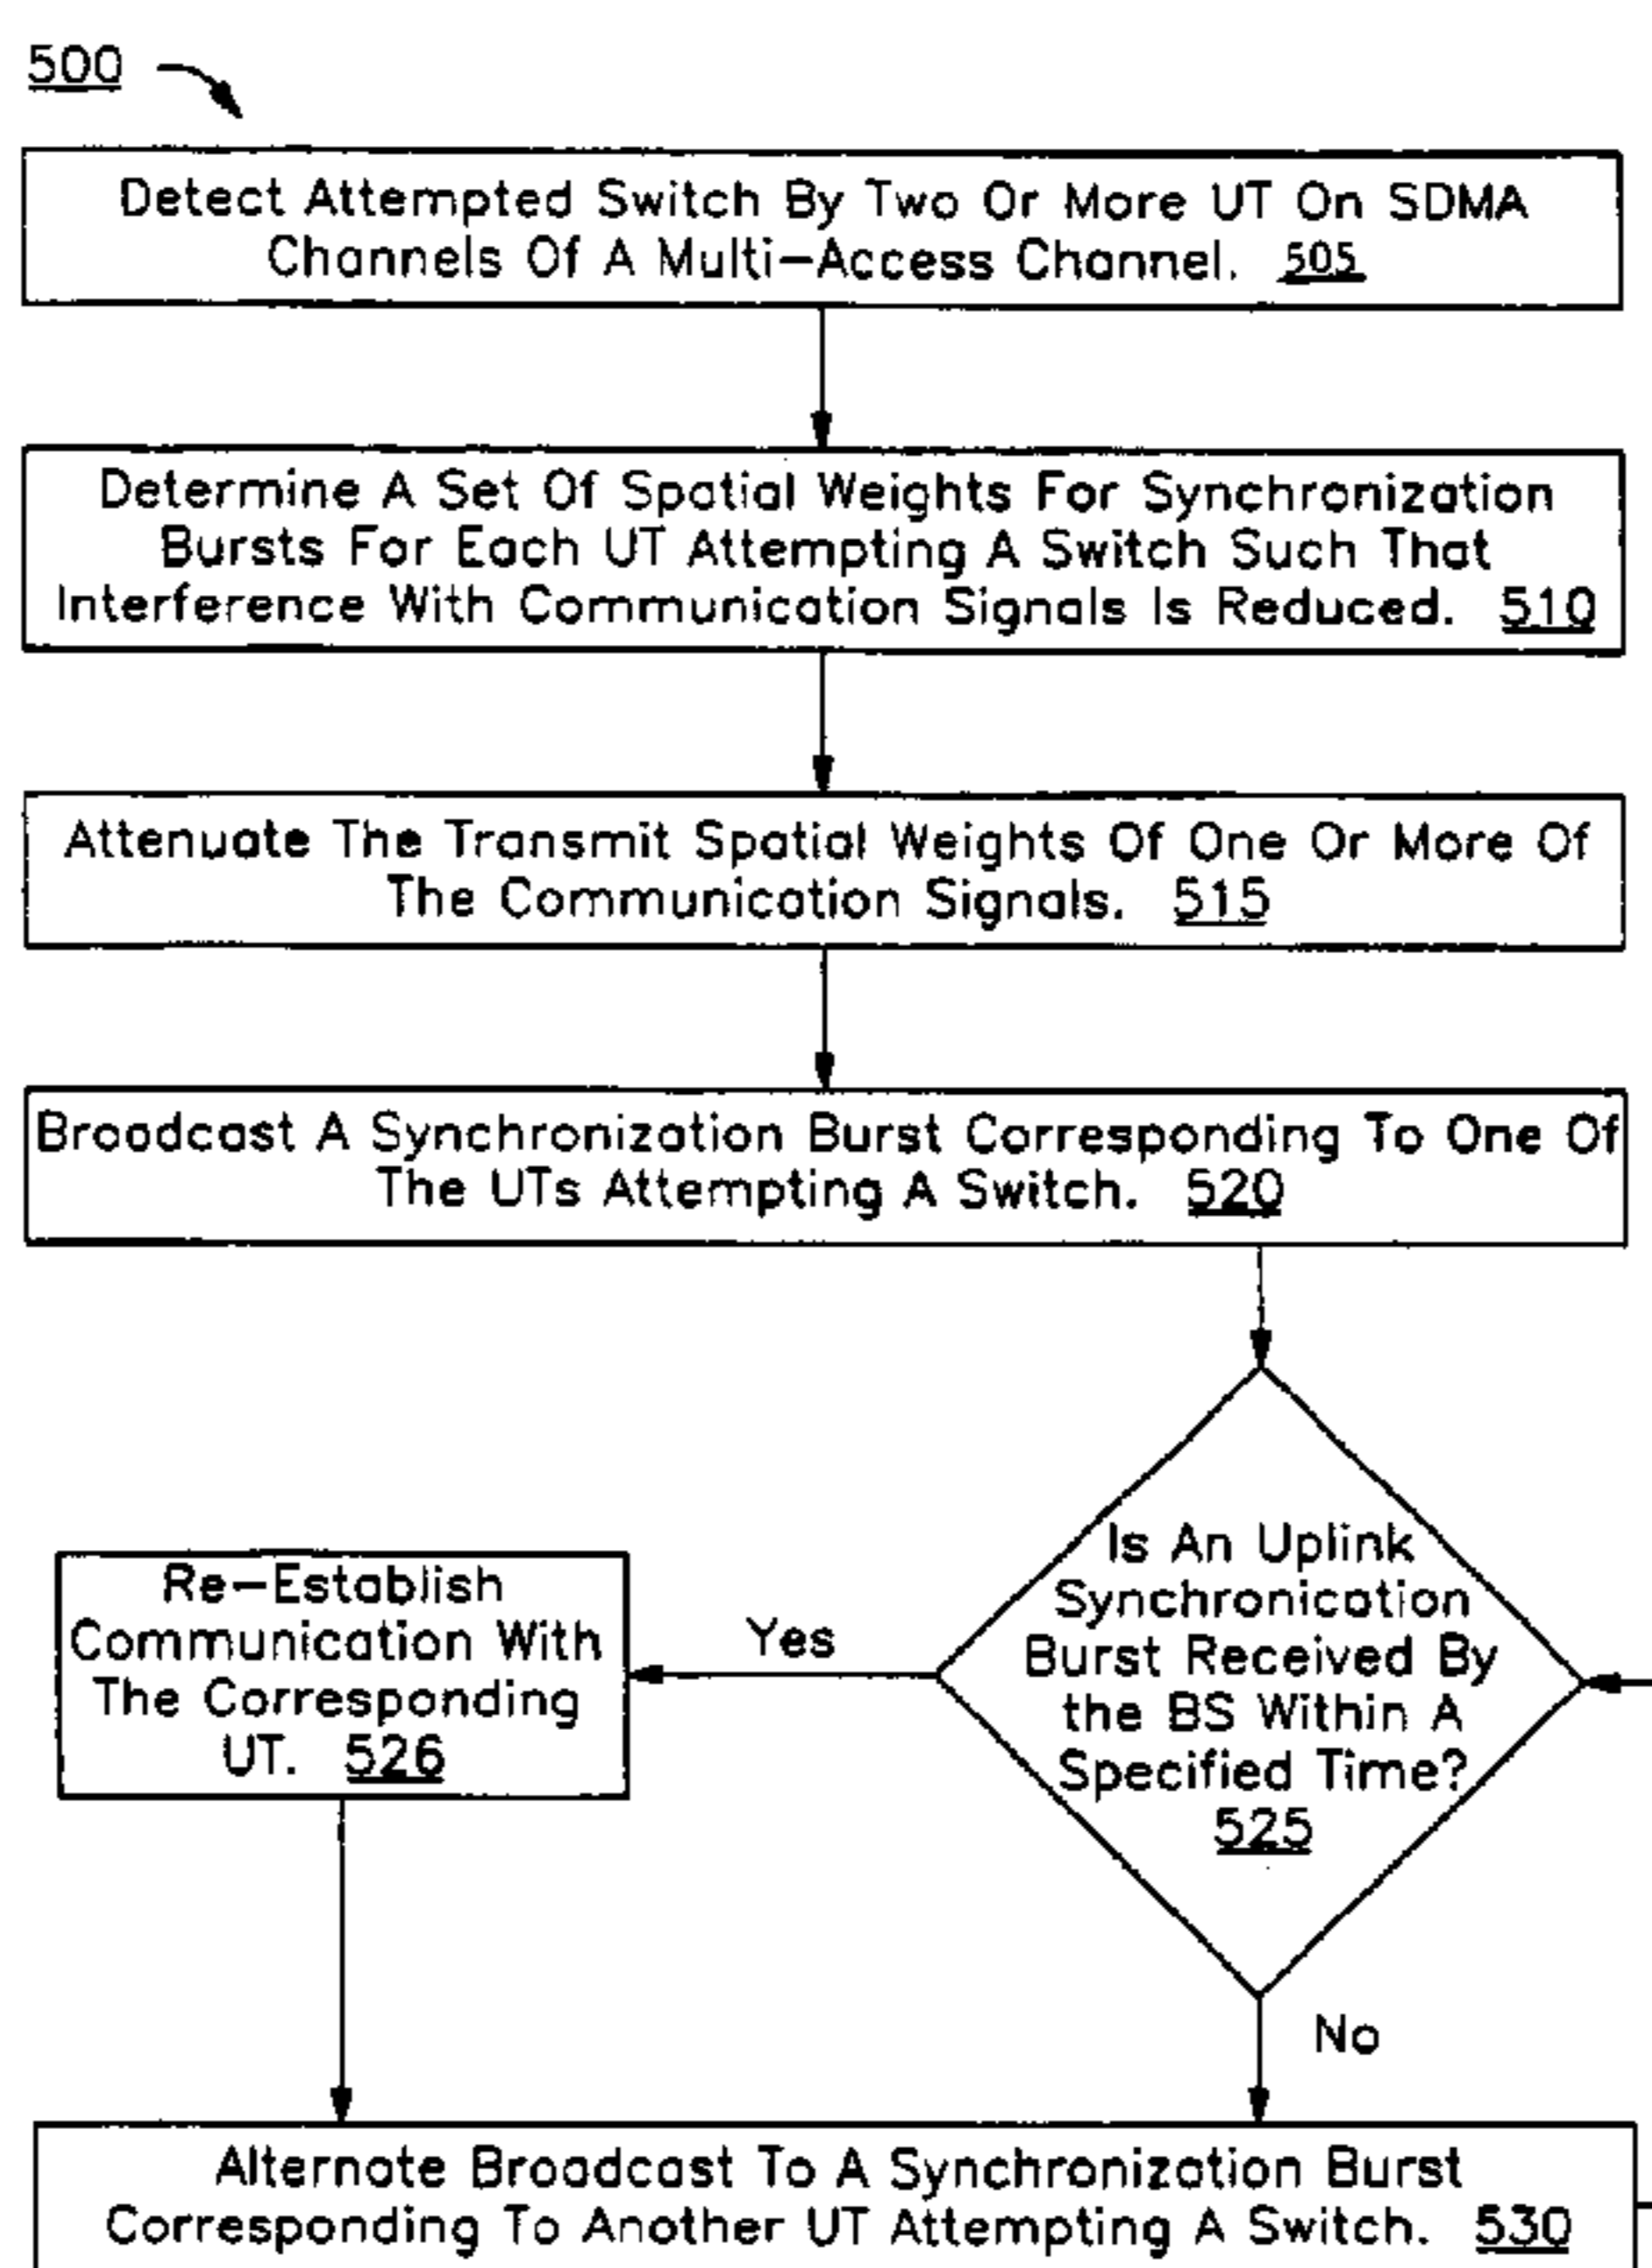 500
Detect Attempted Switch By Two Or More UT On SDMA
Channels Of A Multi-Access Channel. 505
Determine A Set Of Spatial Weights For Synchronization
Bursts For Each UT Attempting A Switch Such That
Interference With Communication Signals Is Reduced. 510
Attenuate The Transmit Spatial Weights Of One Or More Of
The Communication Signals. 515
Broadcast A Synchronization Burst Corresponding To One Of
The UTs Attempting A Switch. 520
Is An Uplink
Synchronication
Burst Received By
the BS Within A
Specified Time?
525
Yes
Re-Establish
Communication With
The Corresponding
UT. 526
No
Alternate Broadcast To A Synchronization Burst
Corresponding To Another UT Attempting A Switch. 530